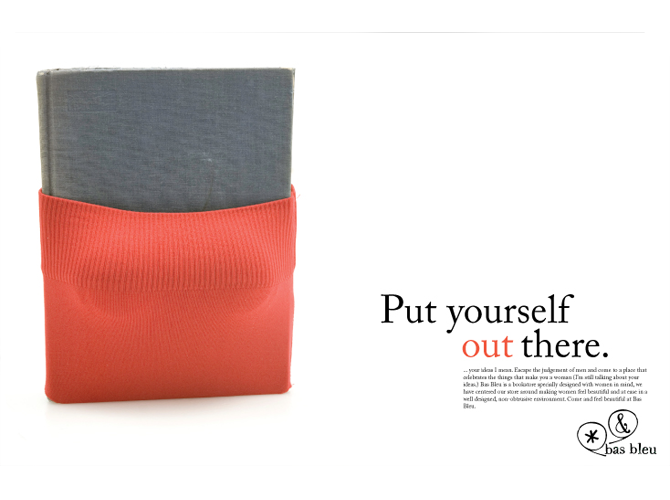 Put yourself
out there.
... your ideas I mean. Escape the judgement of men and come to a place that
celebrates the things that make you a women (I'm still talking about your
ideas.) Bas Bleu is a bookstore specially designed with women in mind, we
have centered our store around making women feel beautiful and at ease in a
well designed, non-obtrusive environment. Come and feel beautiful at Bas
Bleu.
&
*
bas bleu